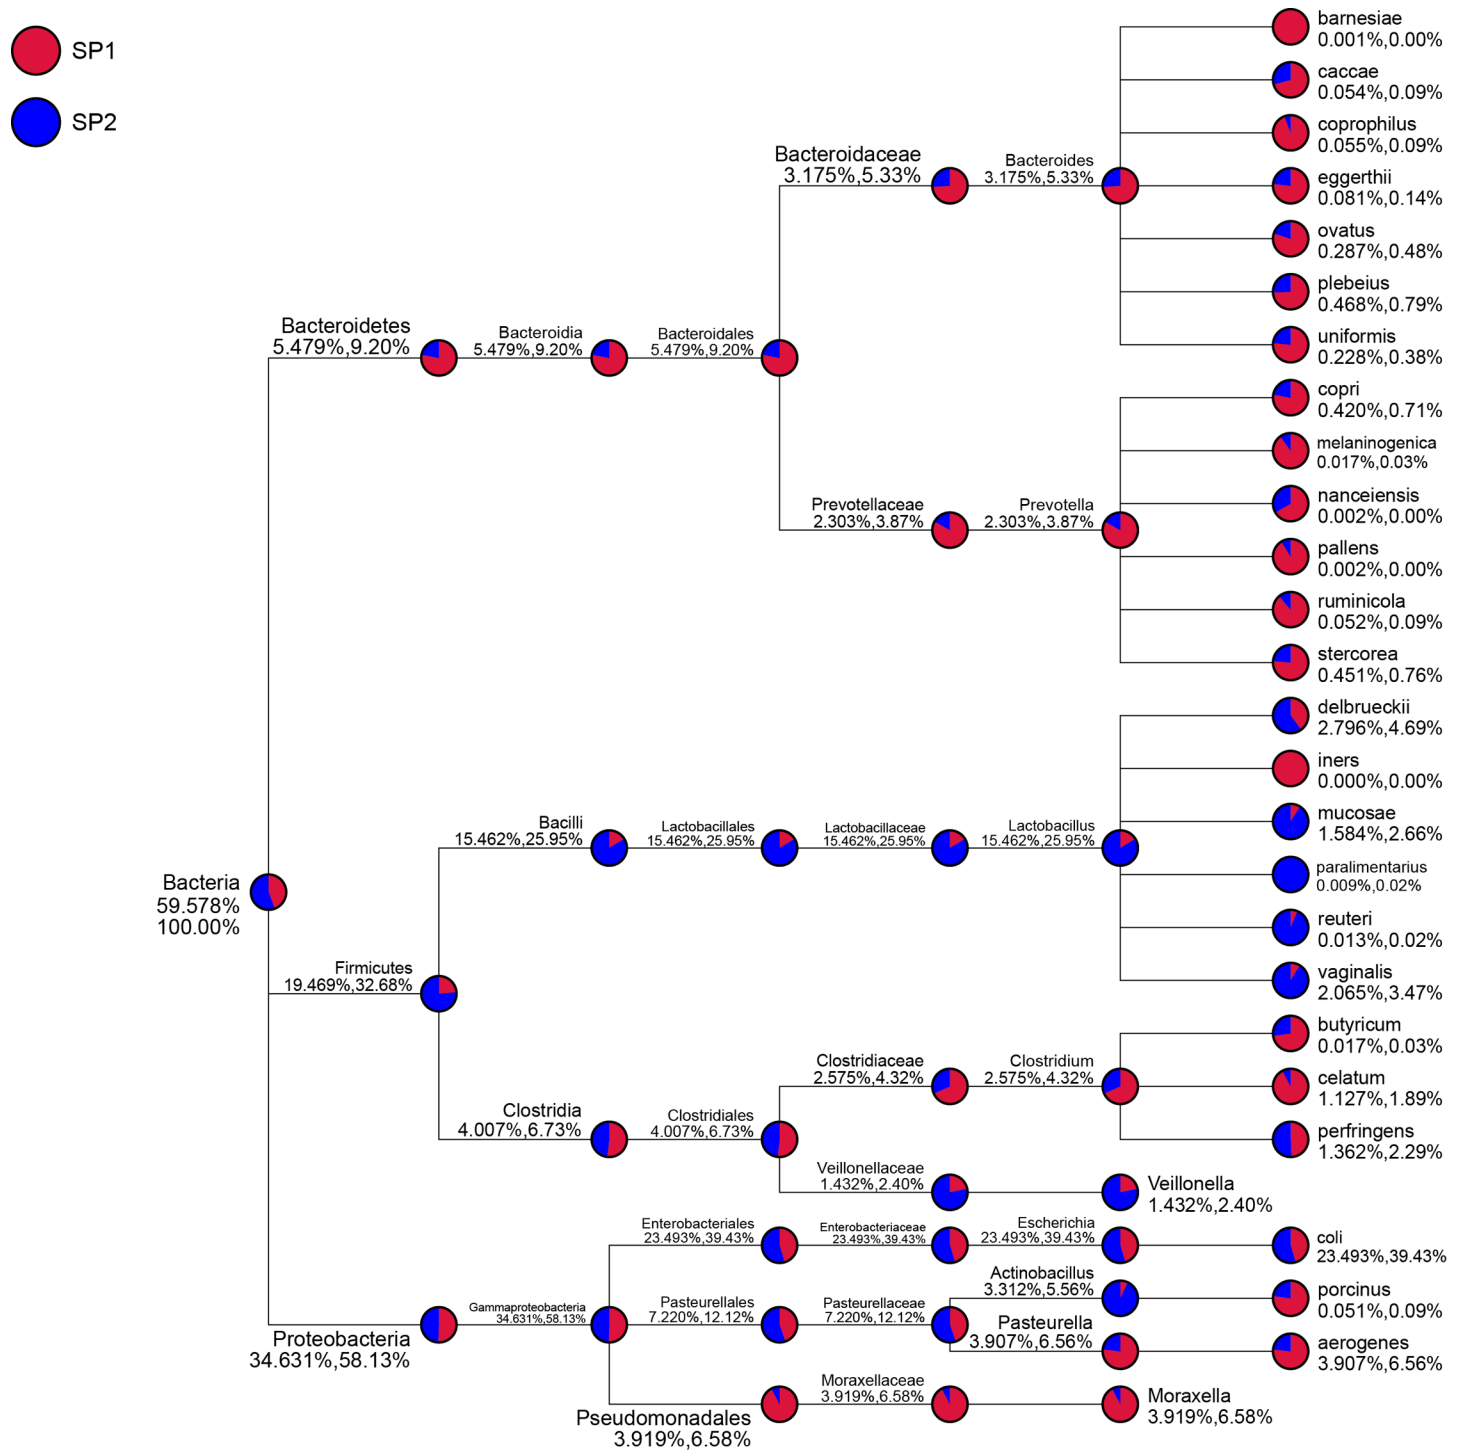 SP1
SP2
Bacteria
59.578%
100.00%
Bacteroidetes
5.479%,9.20%
Bacteroidia
5.479%,9.20%
Bacteroidales
5.479%,9.20%
Bacteroidaceae
3.175%,5.33%
Bacteroides
3.175%,5.33%
barnesiae
0.001%,0.00%
caccae
0.054%,0.09%
coprophilus
0.055%,0.09%
eggerthii
0.081%,0.14%
ovatus
0.287%,0.48%
plebeius
0.468%,0.79%
uniformis
0.228%,0.38%
Prevotellaceae
2.303%,3.87%
Prevotella
2.303%,3.87%
copri
0.420%,0.71%
melaninogenica
0.017%,0.03%
nanceiensis
0.002%,0.00%
pallens
0.002%,0.00%
ruminicola
0.052%,0.09%
stercorea
0.451%,0.76%
Firmicutes
19.469%,32.68%
Bacilli
15.462%,25.95%
Lactobacillales
15.462%,25.95%
Lactobacillaceae
15.462%,25.95%
Lactobacillus
15.462%,25.95%
delbrueckii
2.796%,4.69%
iners
0.000%,0.00%
mucosae
1.584%,2.66%
paralimentarius
0.009%,0.02%
reuteri
0.013%,0.02%
vaginalis
2.065%,3.47%
Clostridia
4.007%,6.73%
Clostridiales
4.007%,6.73%
Clostridiaceae
2.575%,4.32%
Clostridium
2.575%,4.32%
butyricum
0.017%,0.03%
celatum
1.127%,1.89%
perfringens
1.362%,2.29%
Veillonellaceae
1.432%,2.40%
Veillonella
1.432%,2.40%
Proteobacteria
34.631%,58.13%
Gammaproteobacteria
34.631%,58.13%
Enterobacteriales
23.493%,39.43%
Enterobacteriaceae
23.493%,39.43%
Escherichia
23.493%,39.43%
coli
23.493%,39.43%
Pasteurellales
7.220%,12.12%
Pasteurellaceae
7.220%,12.12%
Actinobacillus
3.312%,5.56%
porcinus
0.051%,0.09%
Pasteurella
3.907%,6.56%
aerogenes
3.907%,6.56%
Pseudomonadales
3.919%,6.58%
Moraxellaceae
3.919%,6.58%
Moraxella
3.919%,6.58%